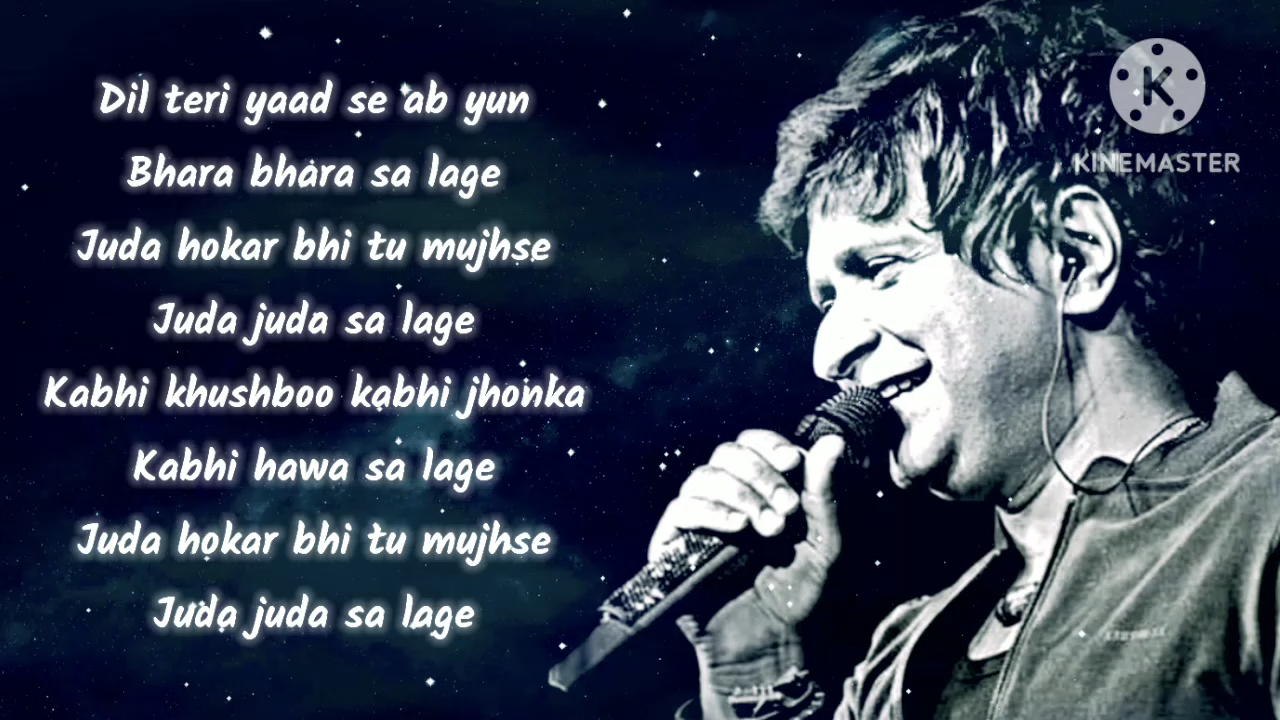 Dil teri yaad se ab yun
Bhara bhara sa lage
Juda hokar bhi tu mujhse
Juda juda sa lage
Kabhi khushboo kabhi jhonka
Kabhi hawa sa lage
Juda hokar bhi tu mujhse
Juda juda sa lage
K
KINEMASTER